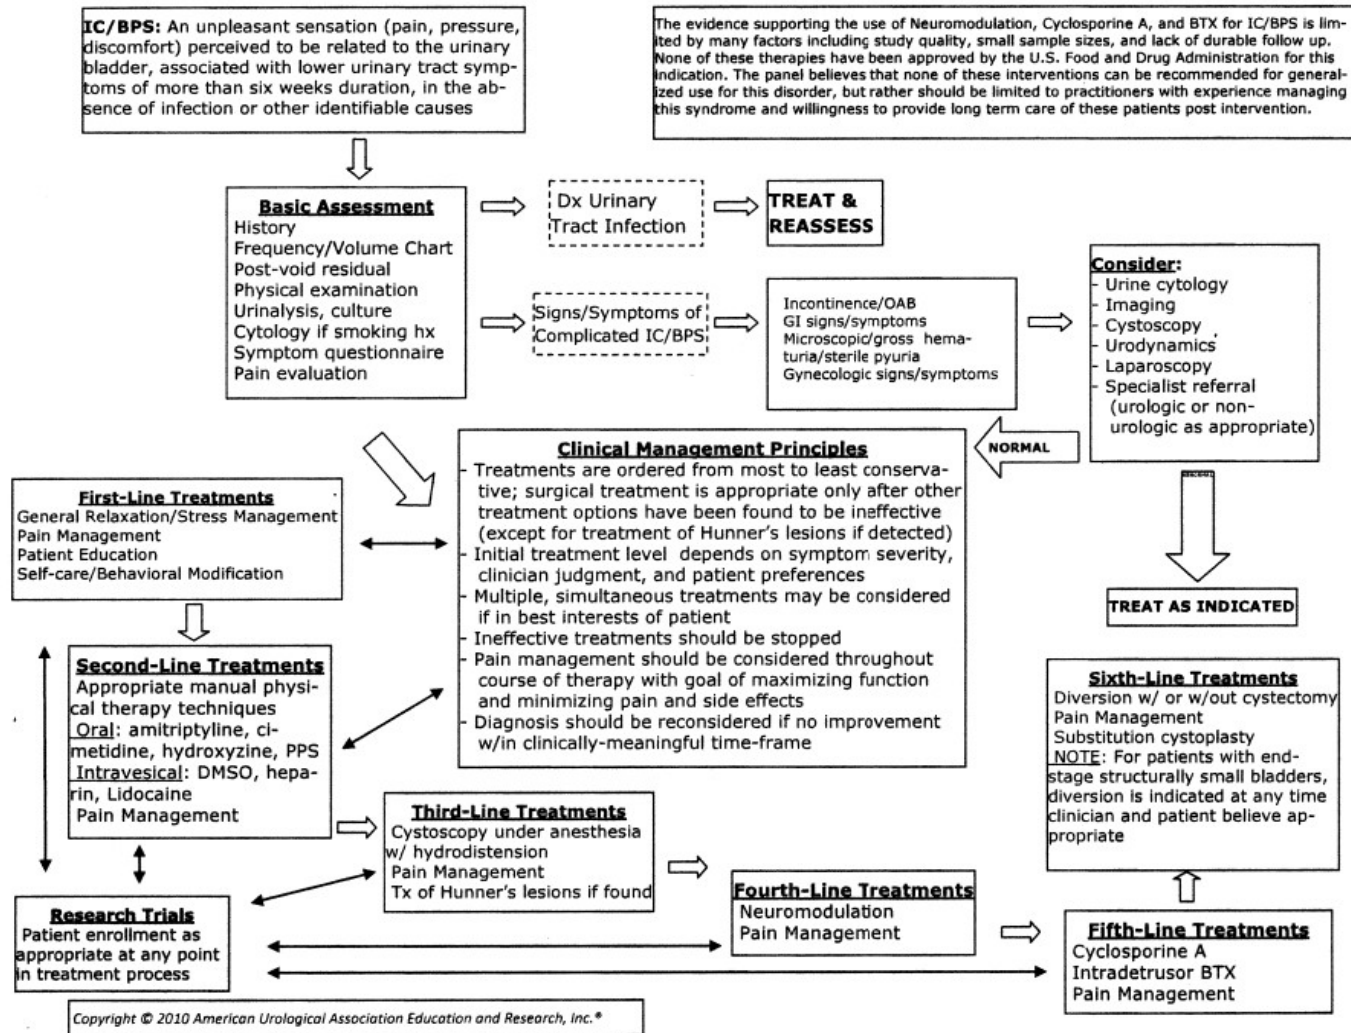 IC/BPS: An unpleasant sensation (pain, pressure,
discomfort) perceived to be related to the urinary
bladder, associated with lower urinary tract symp-
toms of more than six weeks duration, in the ab-
sence of infection or other identifiable causes
The evidence supporting the use of Neuromodulation, Cyclosporine A, and BTX for IC/BPS is lim-
ited by many factors including study quality, small sample sizes, and lack of durable follow up.
None of these therapies have been approved by the U.S. Food and Drug Administration for this
indication. The panel believes that none of these interventions can be recommended for general-
ized use for this disorder, but rather should be limited to practitioners with experience managing
this syndrome and willingness to provide long term care of these patients post intervention.
Basic Assessment
History
Frequency/Volume Chart
Post-void residual
Physical examination
Urinalysis, culture
Cytology if smoking hx
Symptom questionnaire
Pain evaluation
Dx Urinary
Tract Infection
TREAT &
REASSESS
Signs/Symptoms of
Complicated IC/BPS
Incontinence/OAB
GI signs/symptoms
Microscopic/gross hema-
turia/sterile pyuria
Gynecologic signs/symptoms
Consider:
- Urine cytology
- Imaging
- Cystoscopy
- Urodynamics
- Laparoscopy
- Specialist referral
(urologic or non-
urologic as appropriate)
NORMAL
TREAT AS INDICATED
Clinical Management Principles
- Treatments are ordered from most to least conserva-
tive; surgical treatment is appropriate only after other
treatment options have been found to be ineffective
(except for treatment of Hunner's lesions if detected)
- Initial treatment level depends on symptom severity,
clinician judgment, and patient preferences
- Multiple, simultaneous treatments may be considered
if in best interests of patient
- Ineffective treatments should be stopped
- Pain management should be considered throughout
course of therapy with goal of maximizing function
and minimizing pain and side effects
- Diagnosis should be reconsidered if no improvement
w/in clinically-meaningful time-frame
First-Line Treatments
General Relaxation/Stress Management
Pain Management
Patient Education
Self-care/Behavioral Modification
Second-Line Treatments
Appropriate manual physi-
cal therapy techniques
Oral: amitriptyline, ci-
metidine, hydroxyzine, PPS
Intravesical: DMSO, hepa-
rin, Lidocaine
Pain Management
Third-Line Treatments
Cystoscopy under anesthesia
w/ hydrodistension
Pain Management
Tx of Hunner's lesions if found
Fourth-Line Treatments
Neuromodulation
Pain Management
Fifth-Line Treatments
Cyclosporine A
Intradetrusor BTX
Pain Management
Sixth-Line Treatments
Diversion w/ or w/out cystectomy
Pain Management
Substitution cystoplasty
NOTE: For patients with end-
stage structurally small bladders,
diversion is indicated at any time
clinician and patient believe ap-
propriate
Research Trials
Patient enrollment as
appropriate at any point
in treatment process
Copyright © 2010 American Urological Association Education and Research, Inc.®